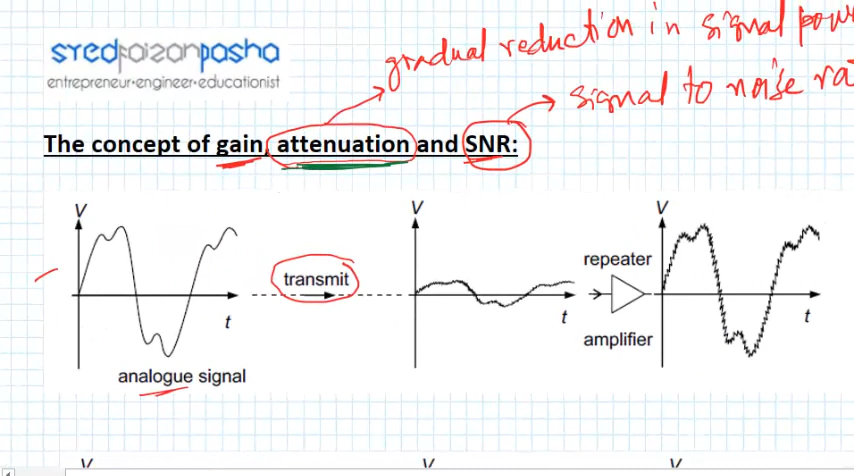 gradual reduction in signal pow
syedfaizanpasha
entrepreneur•engineer•educationist
signal to noise ra
The concept of gain, attenuation and SNR:
V
V
V
repeater
transmit
t
t
t
amplifier
analogue signal
V
V
V